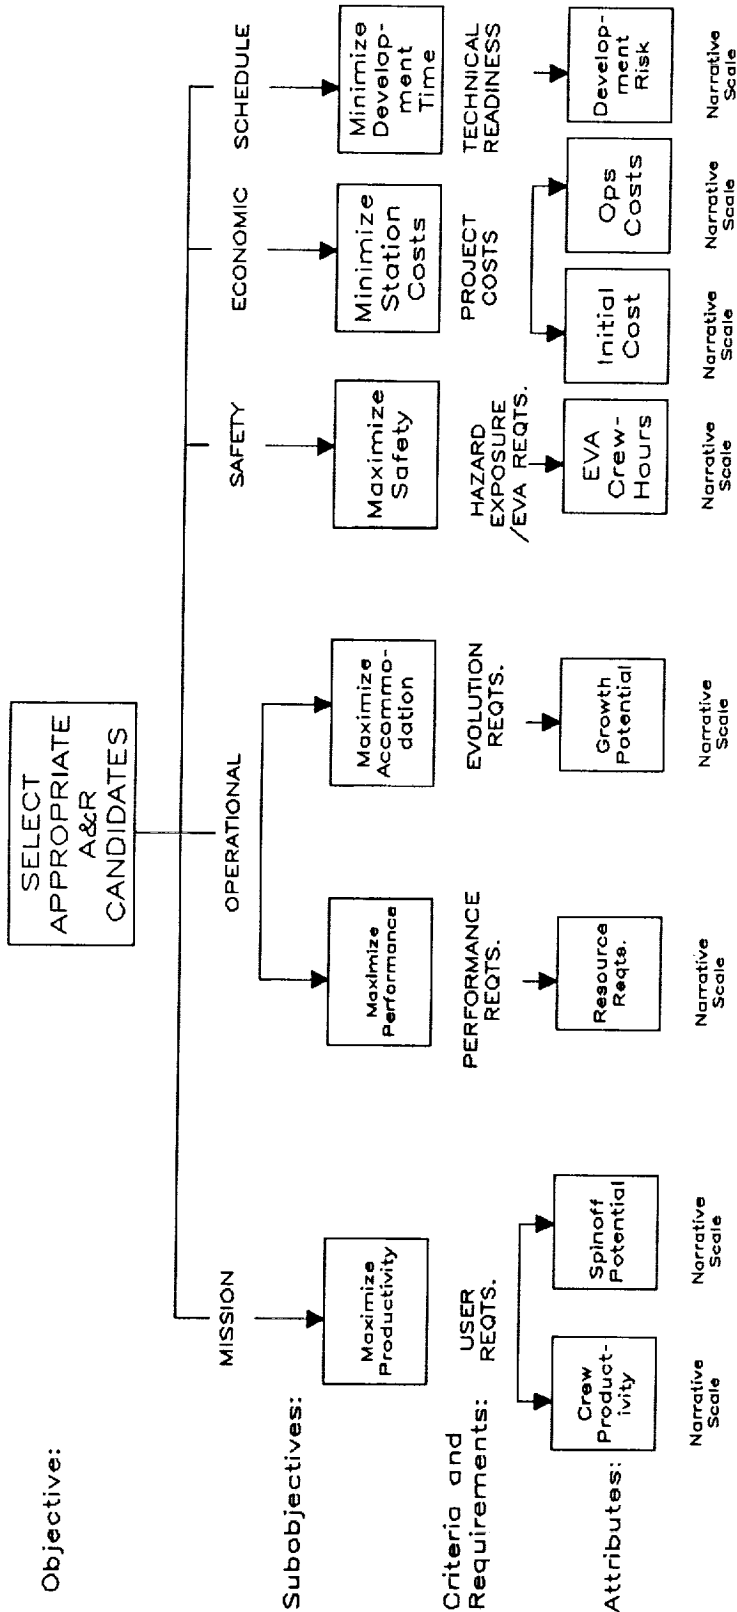 Objective:
SELECT
APPROPRIATE
A&R
CANDIDATES
MISSION
OPERATIONAL
SAFETY
ECONOMIC
SCHEDULE
Subobjectives:
Maximize
Productivity
Maximize
Performance
Maximize
Accommo-
dation
Maximize
Safety
Minimize
Station
Costs
Minimize
Develop-
ment
Time
Criteria and
Requirements:
USER
REQTS.
PERFORMANCE
REQTS.
EVOLUTION
REQTS.
HAZARD
EXPOSURE
/EVA REQTS.
PROJECT
COSTS
TECHNICAL
READINESS
Attributes:
Crew
Product-
ivity
Spinoff
Potential
Resource
Reqts.
Growth
Potential
EVA
Crew-
Hours
Initial
Cost
Ops
Costs
Develop-
ment
Risk
Narrative
Scale
Narrative
Scale
Narrative
Scale
Narrative
Scale
Narrative
Scale
Narrative
Scale
Narrative
Scale
Narrative
Scale